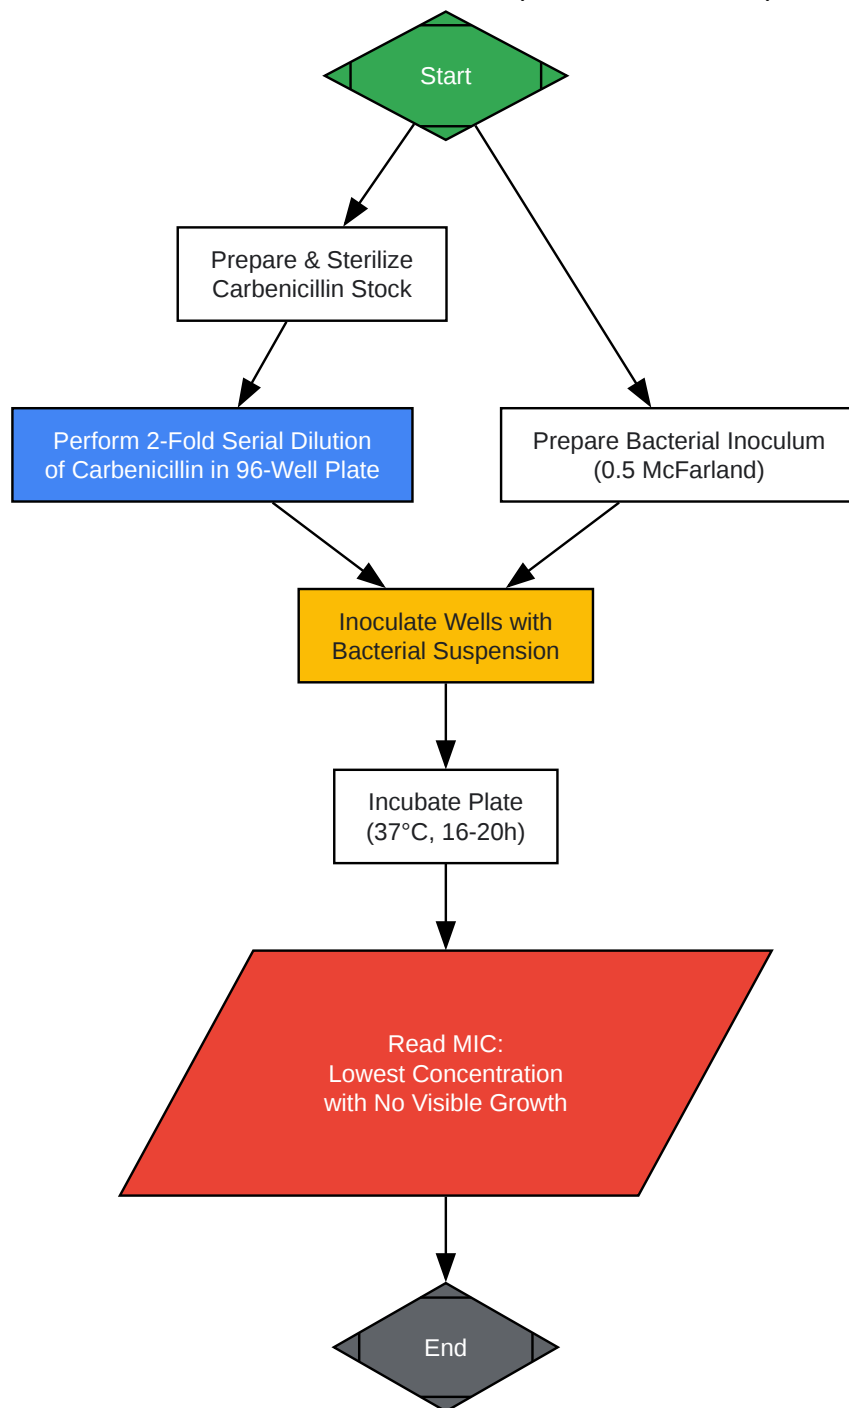 Start
Prepare & Sterilize
Carbenicillin Stock
Perform 2-Fold Serial Dilution
of Carbenicillin in 96-Well Plate
Prepare Bacterial Inoculum
(0.5 McFarland)
Inoculate Wells with
Bacterial Suspension
Incubate Plate
(37°C, 16-20h)
Read MIC:
Lowest Concentration
with No Visible Growth
End